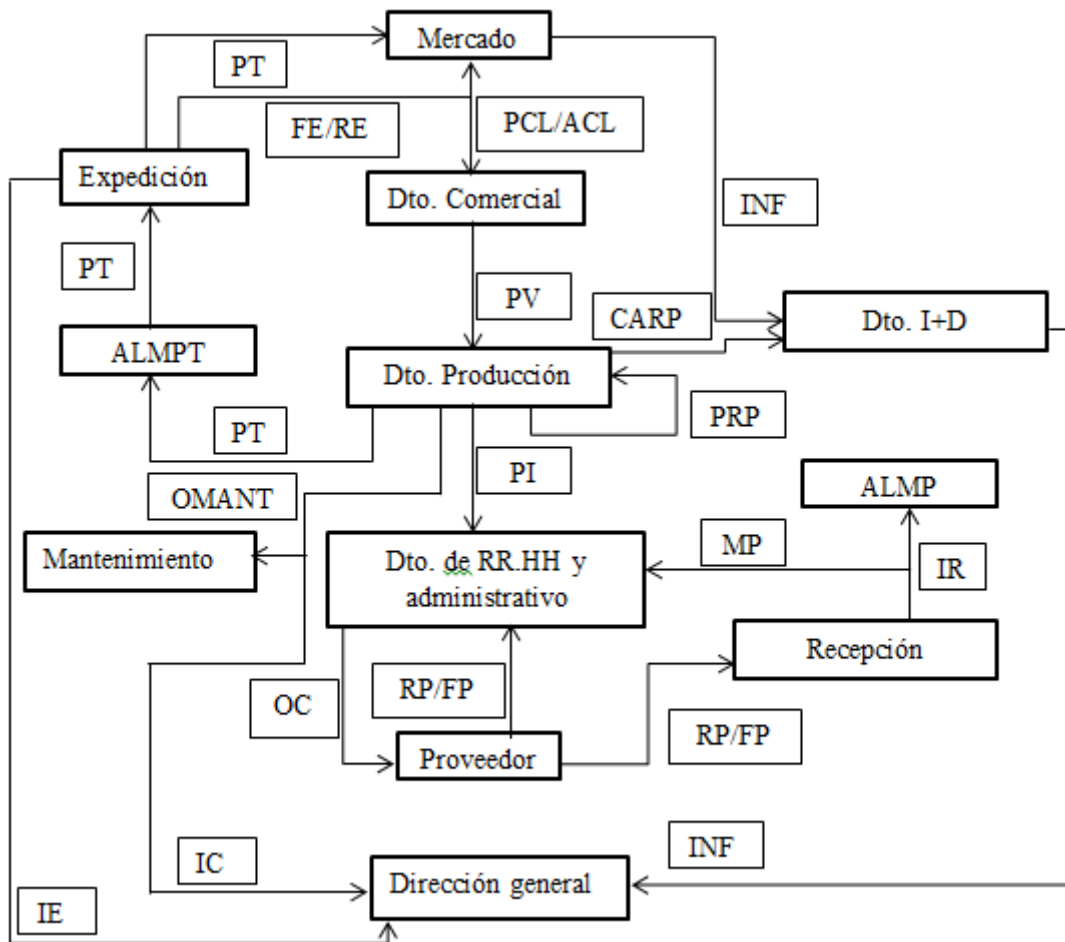 Mercado
PT
FE/RE
PCL/ACL
Expedición
Dto. Comercial
INF
PT
PV
CARP
Dto. I+D
ALMPT
Dto. Producción
PRP
PT
PI
ALMP
OMANT
Mantenimiento
Dto. de RR.HH y
administrativo
MP
IR
Recepción
OC
RP/FP
RP/FP
Proveedor
INF
IC
Dirección general
IE